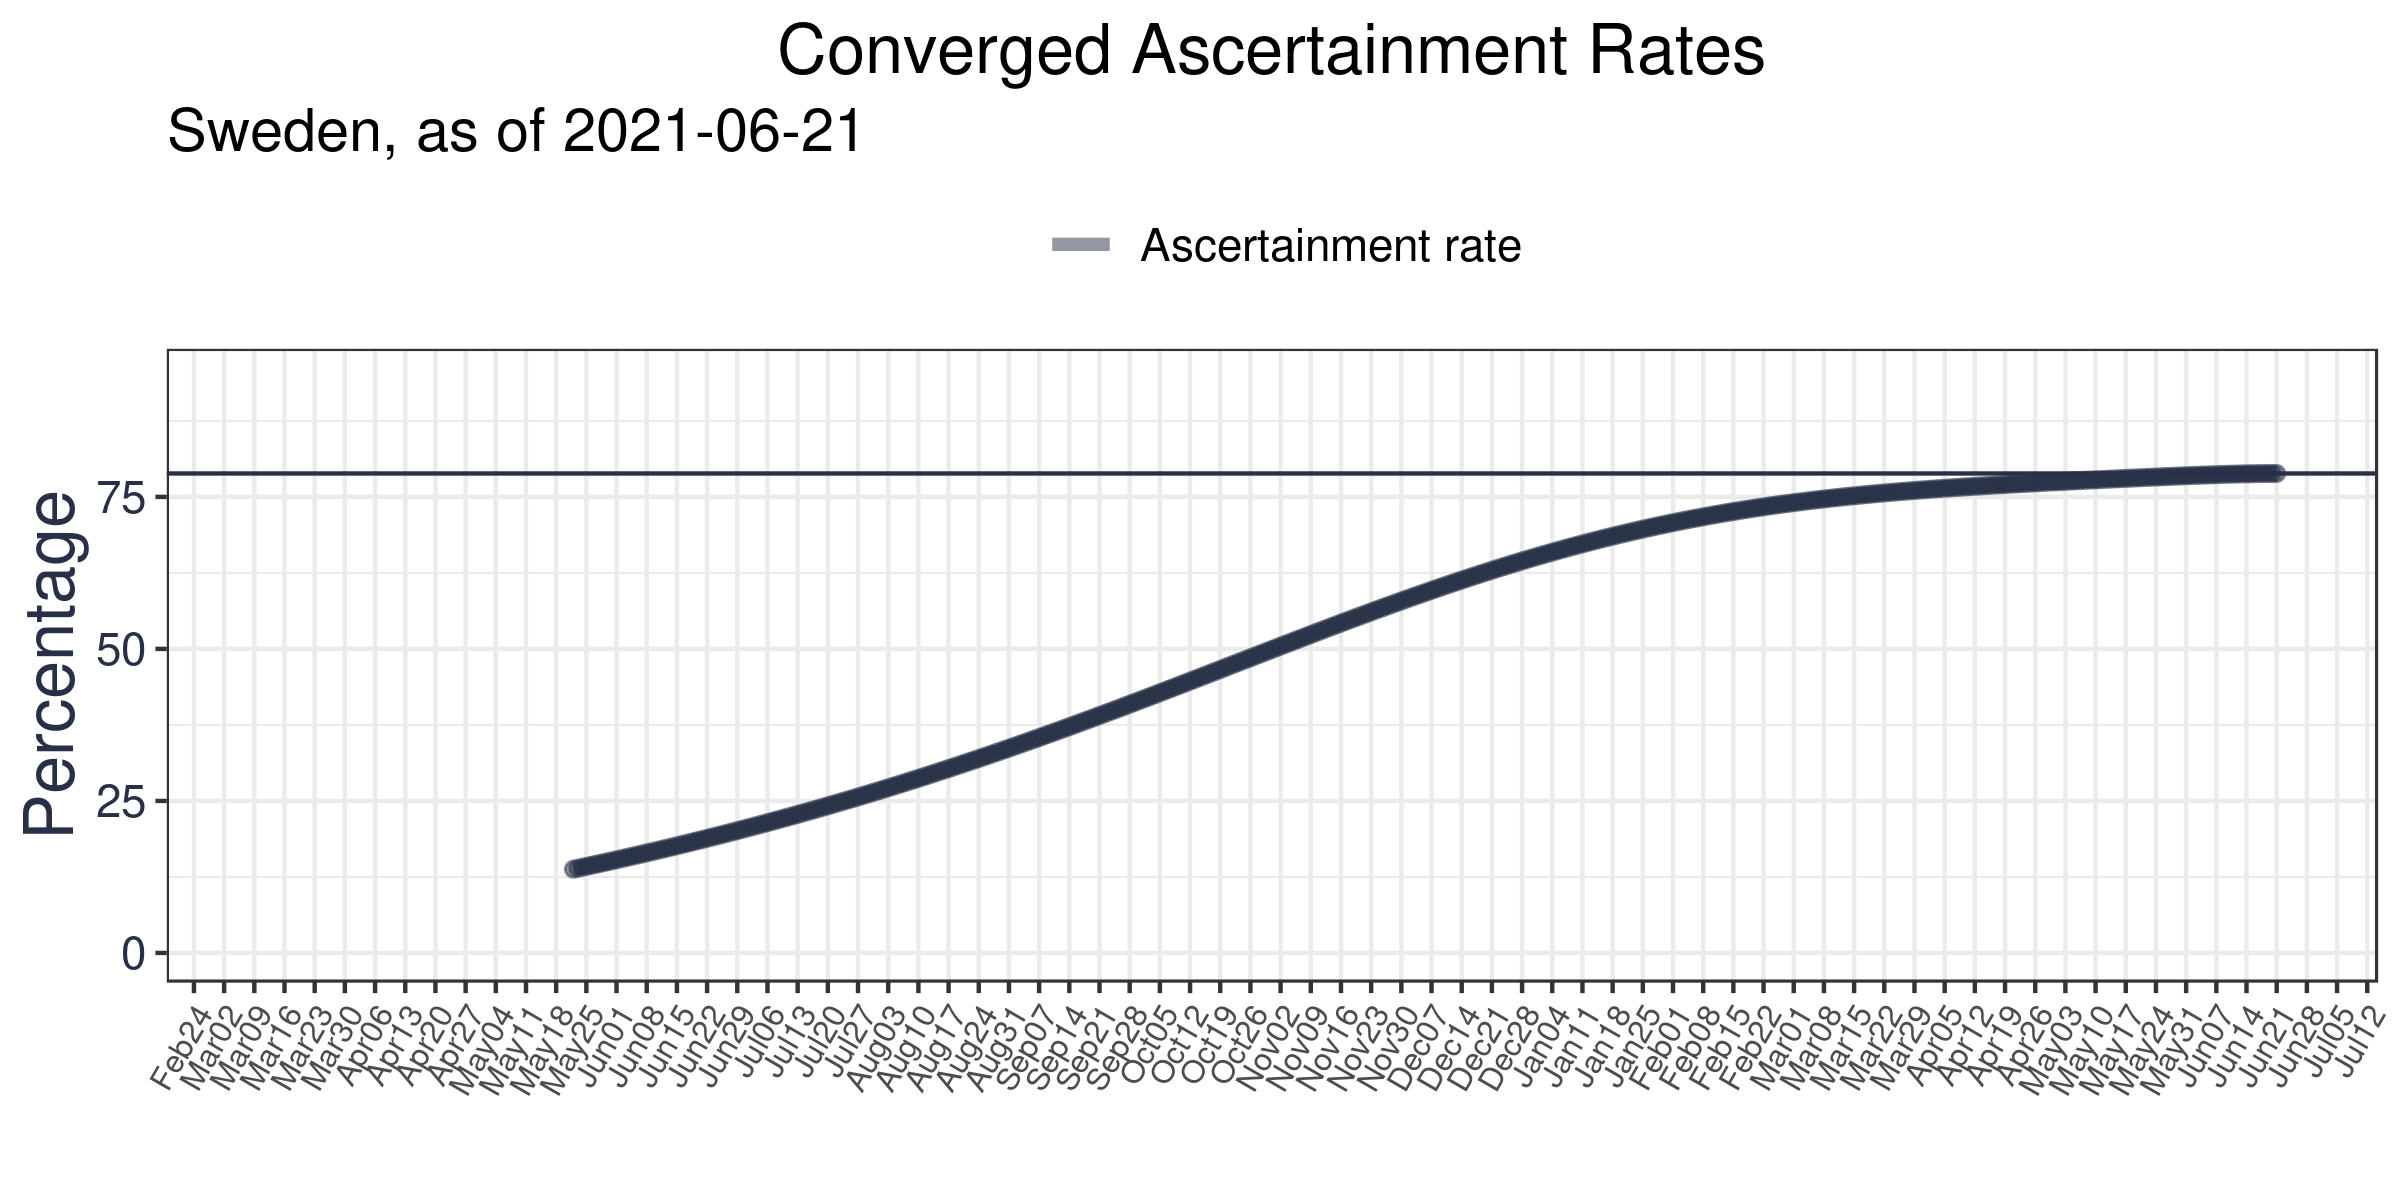 Converged Ascertainment Rates
Sweden, as of 2021-06-21
Ascertainment rate
Percentage
75
50
25
0
Feb24
Mar02
Mar09
Mar16
Mar23
Mar30
Apr06
Apr13
Apr20
Apr27
May04
May11
May18
May25
Jun01
Jun08
Jun15
Jun22
Jun29
Jul06
Jul13
Jul20
Jul27
Aug03
Aug10
Aug17
Aug24
Aug31
Sep07
Sep14
Sep21
Sep28
Oct05
Oct12
Oct19
Oct26
Nov02
Nov09
Nov16
Nov23
Nov30
Dec07
Dec14
Dec21
Dec28
Jan04
Jan11
Jan18
Jan25
Feb01
Feb08
Feb15
Feb22
Mar01
Mar08
Mar15
Mar22
Mar29
Apr05
Apr12
Apr19
Apr26
May03
May10
May17
May24
May31
Jun07
Jun14
Jun21
Jun28
Jul05
Jul12